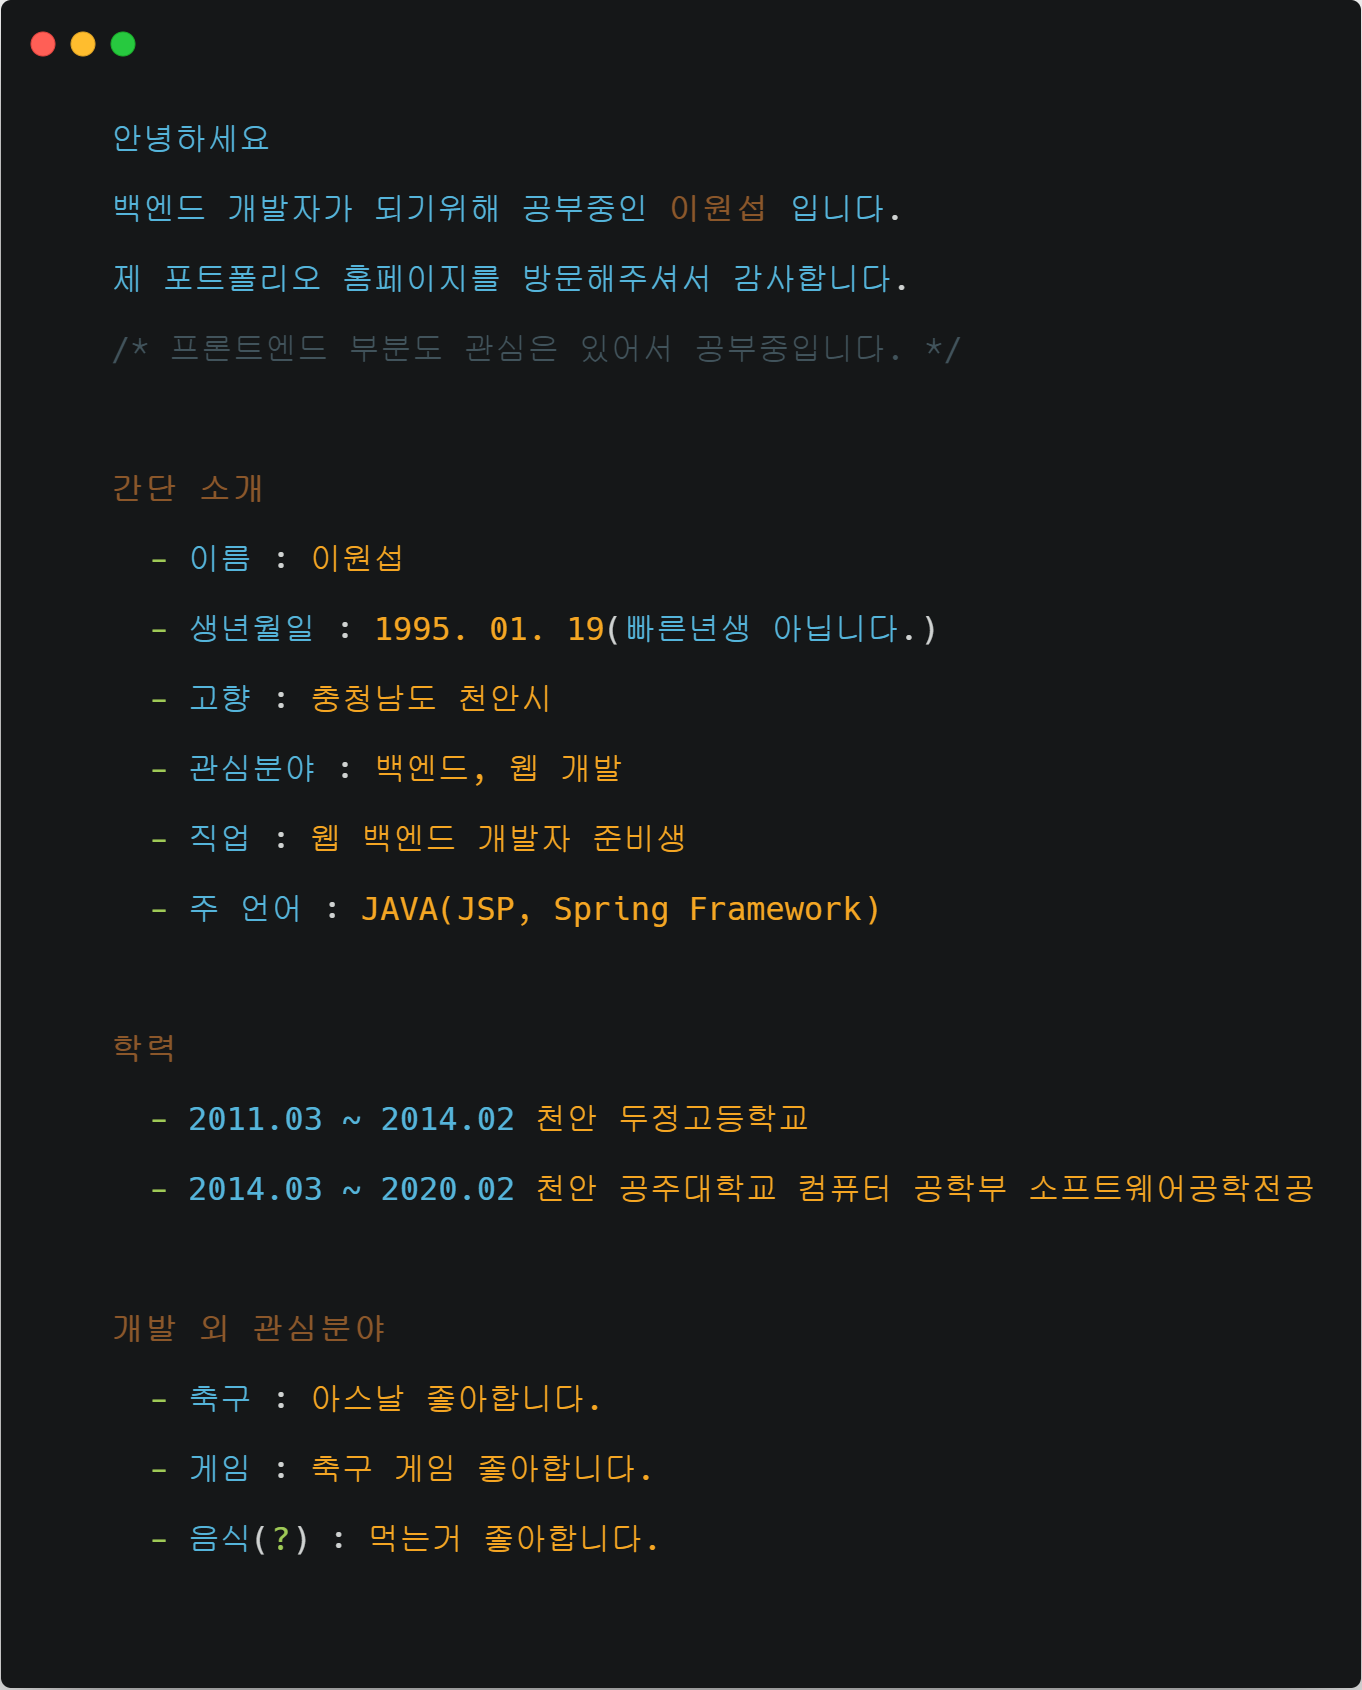 안녕하세요
백엔드 개발자가 되기위해 공부중인 이원섭 입니다.
제 포트폴리오 홈페이지를 방문해주셔서 감사합니다.
/* 프론트엔드 부분도 관심은 있어서 공부중입니다. */
간단 소개
- 이름 : 이원섭
- 생년월일 : 1995. 01. 19(빠른년생 아닙니다.)
- 고향 : 충청남도 천안시
- 관심분야 : 백엔드, 웹 개발
- 직업 : 웹 백엔드 개발자 준비생
- 주 언어 : JAVA(JSP, Spring Framework)
학력
- 2011.03 ~ 2014.02 천안 두정고등학교
- 2014.03 ~ 2020.02 천안 공주대학교 컴퓨터 공학부 소프트웨어공학전공
개발 외 관심분야
- 축구 : 아스날 좋아합니다.
- 게임 : 축구 게임 좋아합니다.
- 음식(?) : 먹는거 좋아합니다.